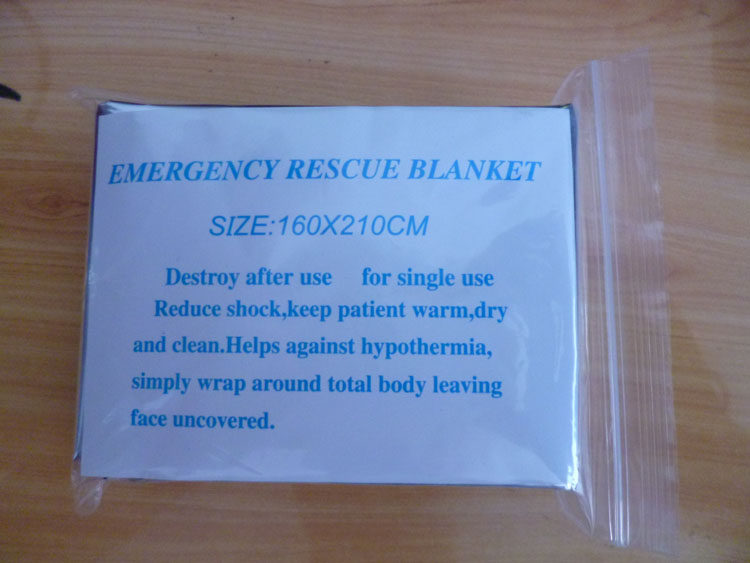 EMERGENCY RESCUE BLANKET
SIZE:160X210CM
Destroy after use for single use
Reduce shock,keep patient warm,dry
and clean.Helps against hypothermia,
simply wrap around total body leaving
face uncovered.